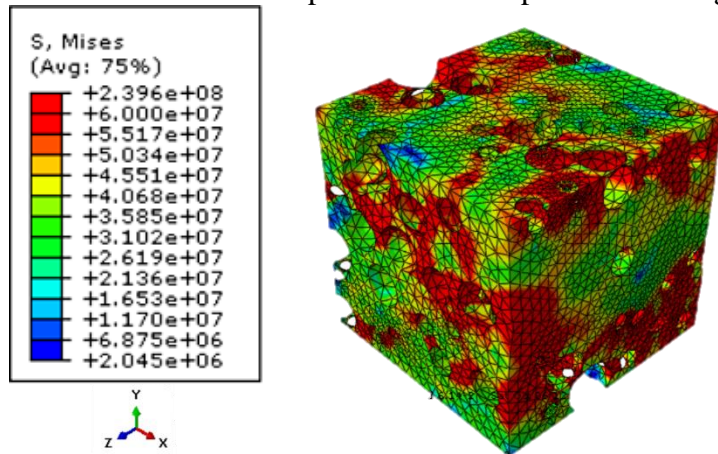 S, Mises
(Avg: 75%)
+2.396e+08
+6.000e+07
+5.517e+07
+5.034e+07
+4.551e+07
+4.068e+07
+3.585e+07
+3.102e+07
+2.619e+07
+2.136e+07
+1.653e+07
+1.170e+07
+6.875e+06
+2.045e+06
Y
Z
X